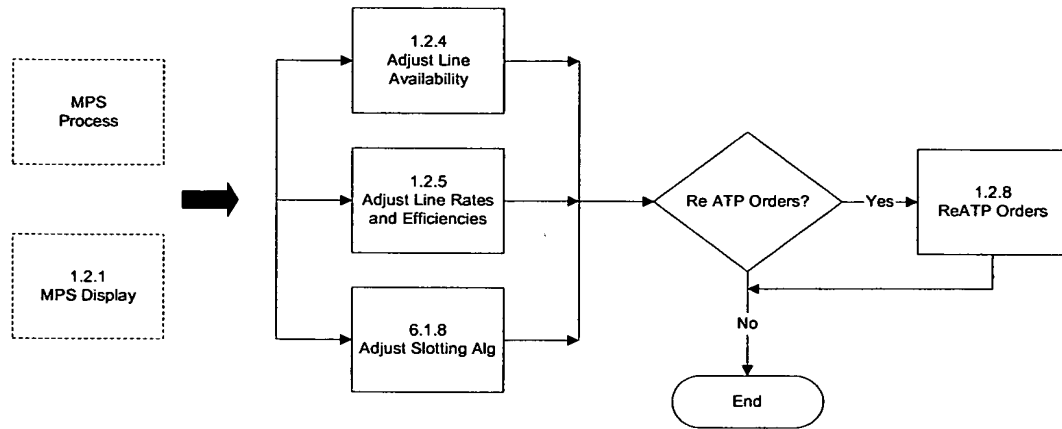 MPS
Process
1.2.1
MPS Display
1.2.4
Adjust Line
Availability
1.2.5
Adjust Line Rates
and Efficiencies
6.1.8
Adjust Slotting Alg
Re ATP Orders?
Yes
1.2.8
ReATP Orders
No
End